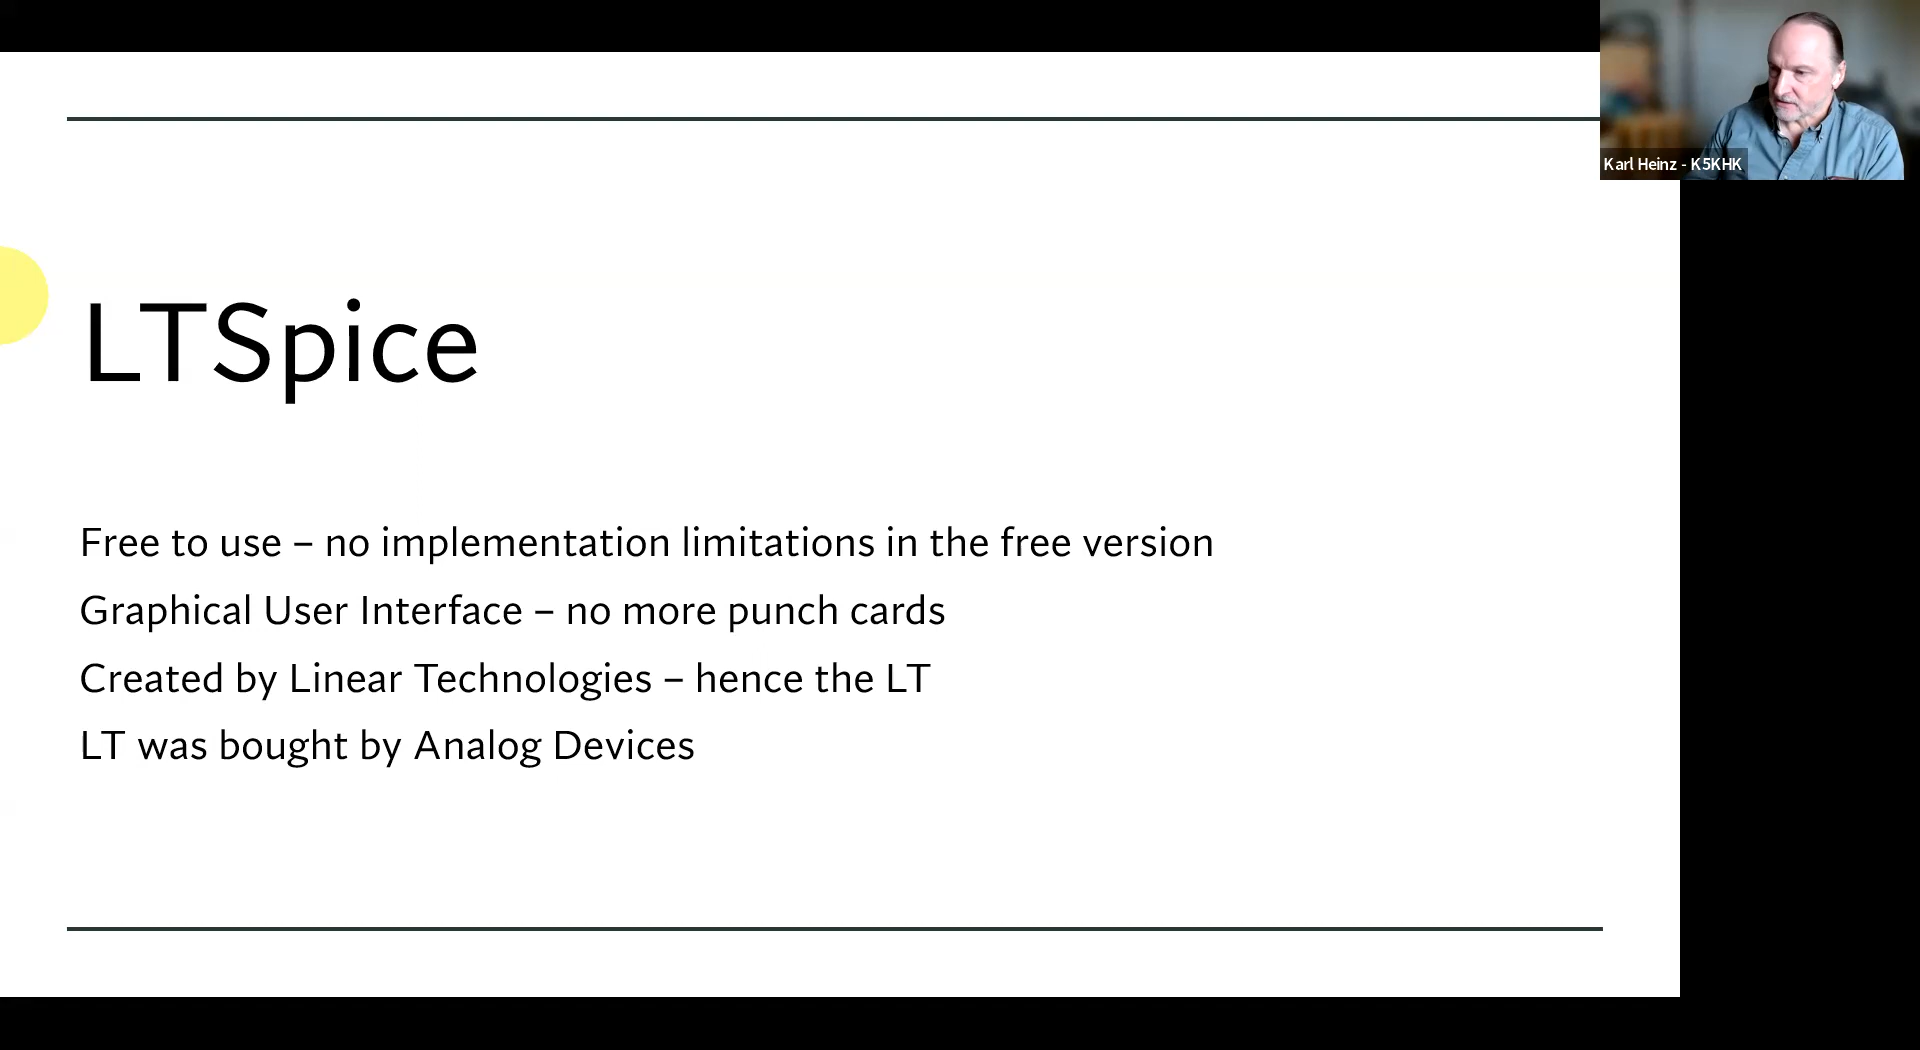 Karl Heinz - K5KHK
LTSpice
Free to use – no implementation limitations in the free version
Graphical User Interface – no more punch cards
Created by Linear Technologies – hence the LT
LT was bought by Analog Devices